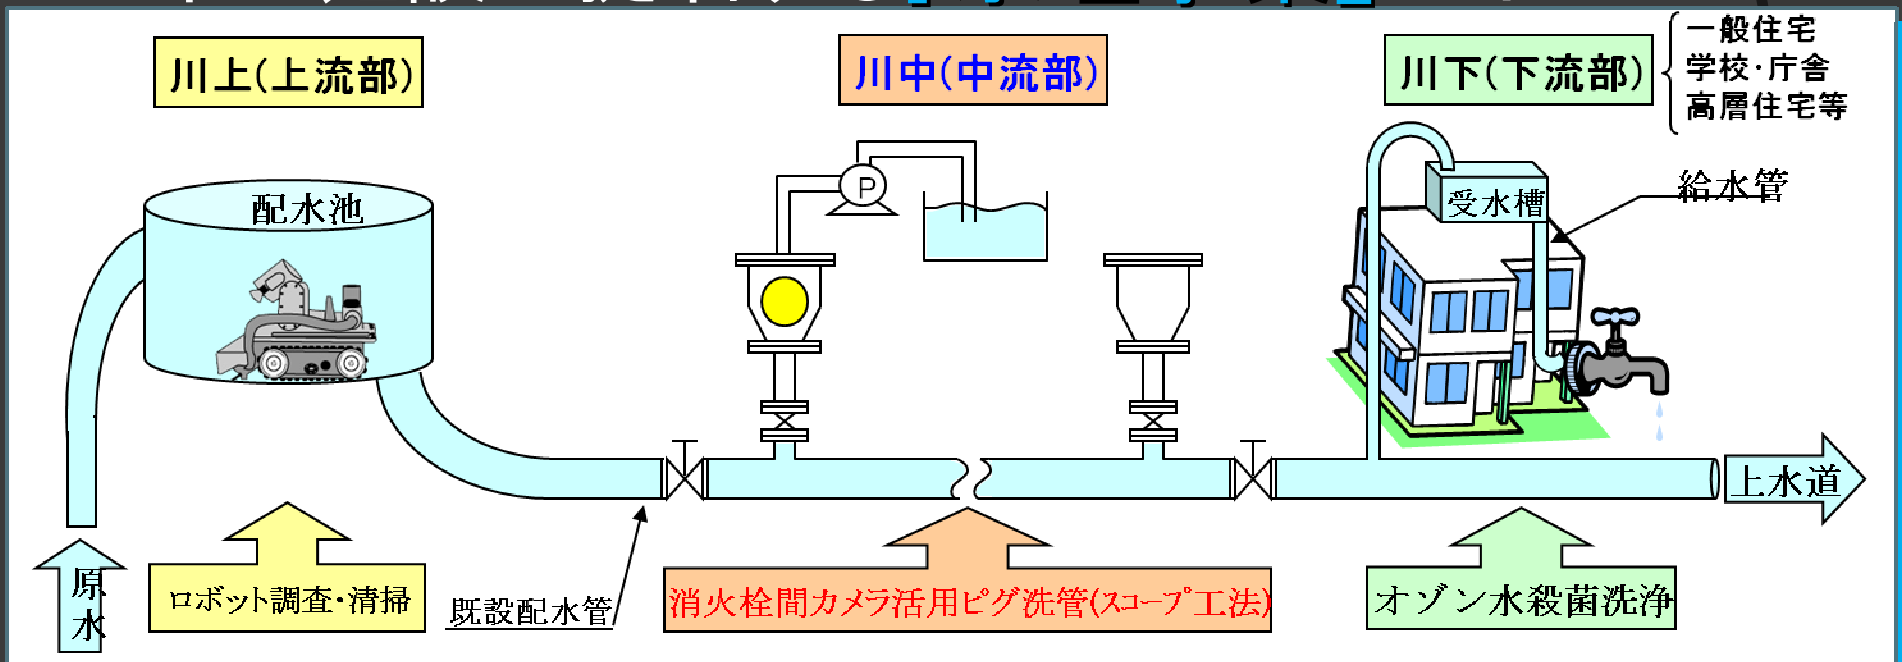 川上(上流部)
川中(中流部)
川下(下流部)
一般住宅
学校・庁舎
高層住宅等
配水池
P
受水槽
給水管
上水道
原水
ロボット調査・清掃
既設配水管
消火栓間カメラ活用ピグ洗管(スコープ工法)
オゾン水殺菌洗浄